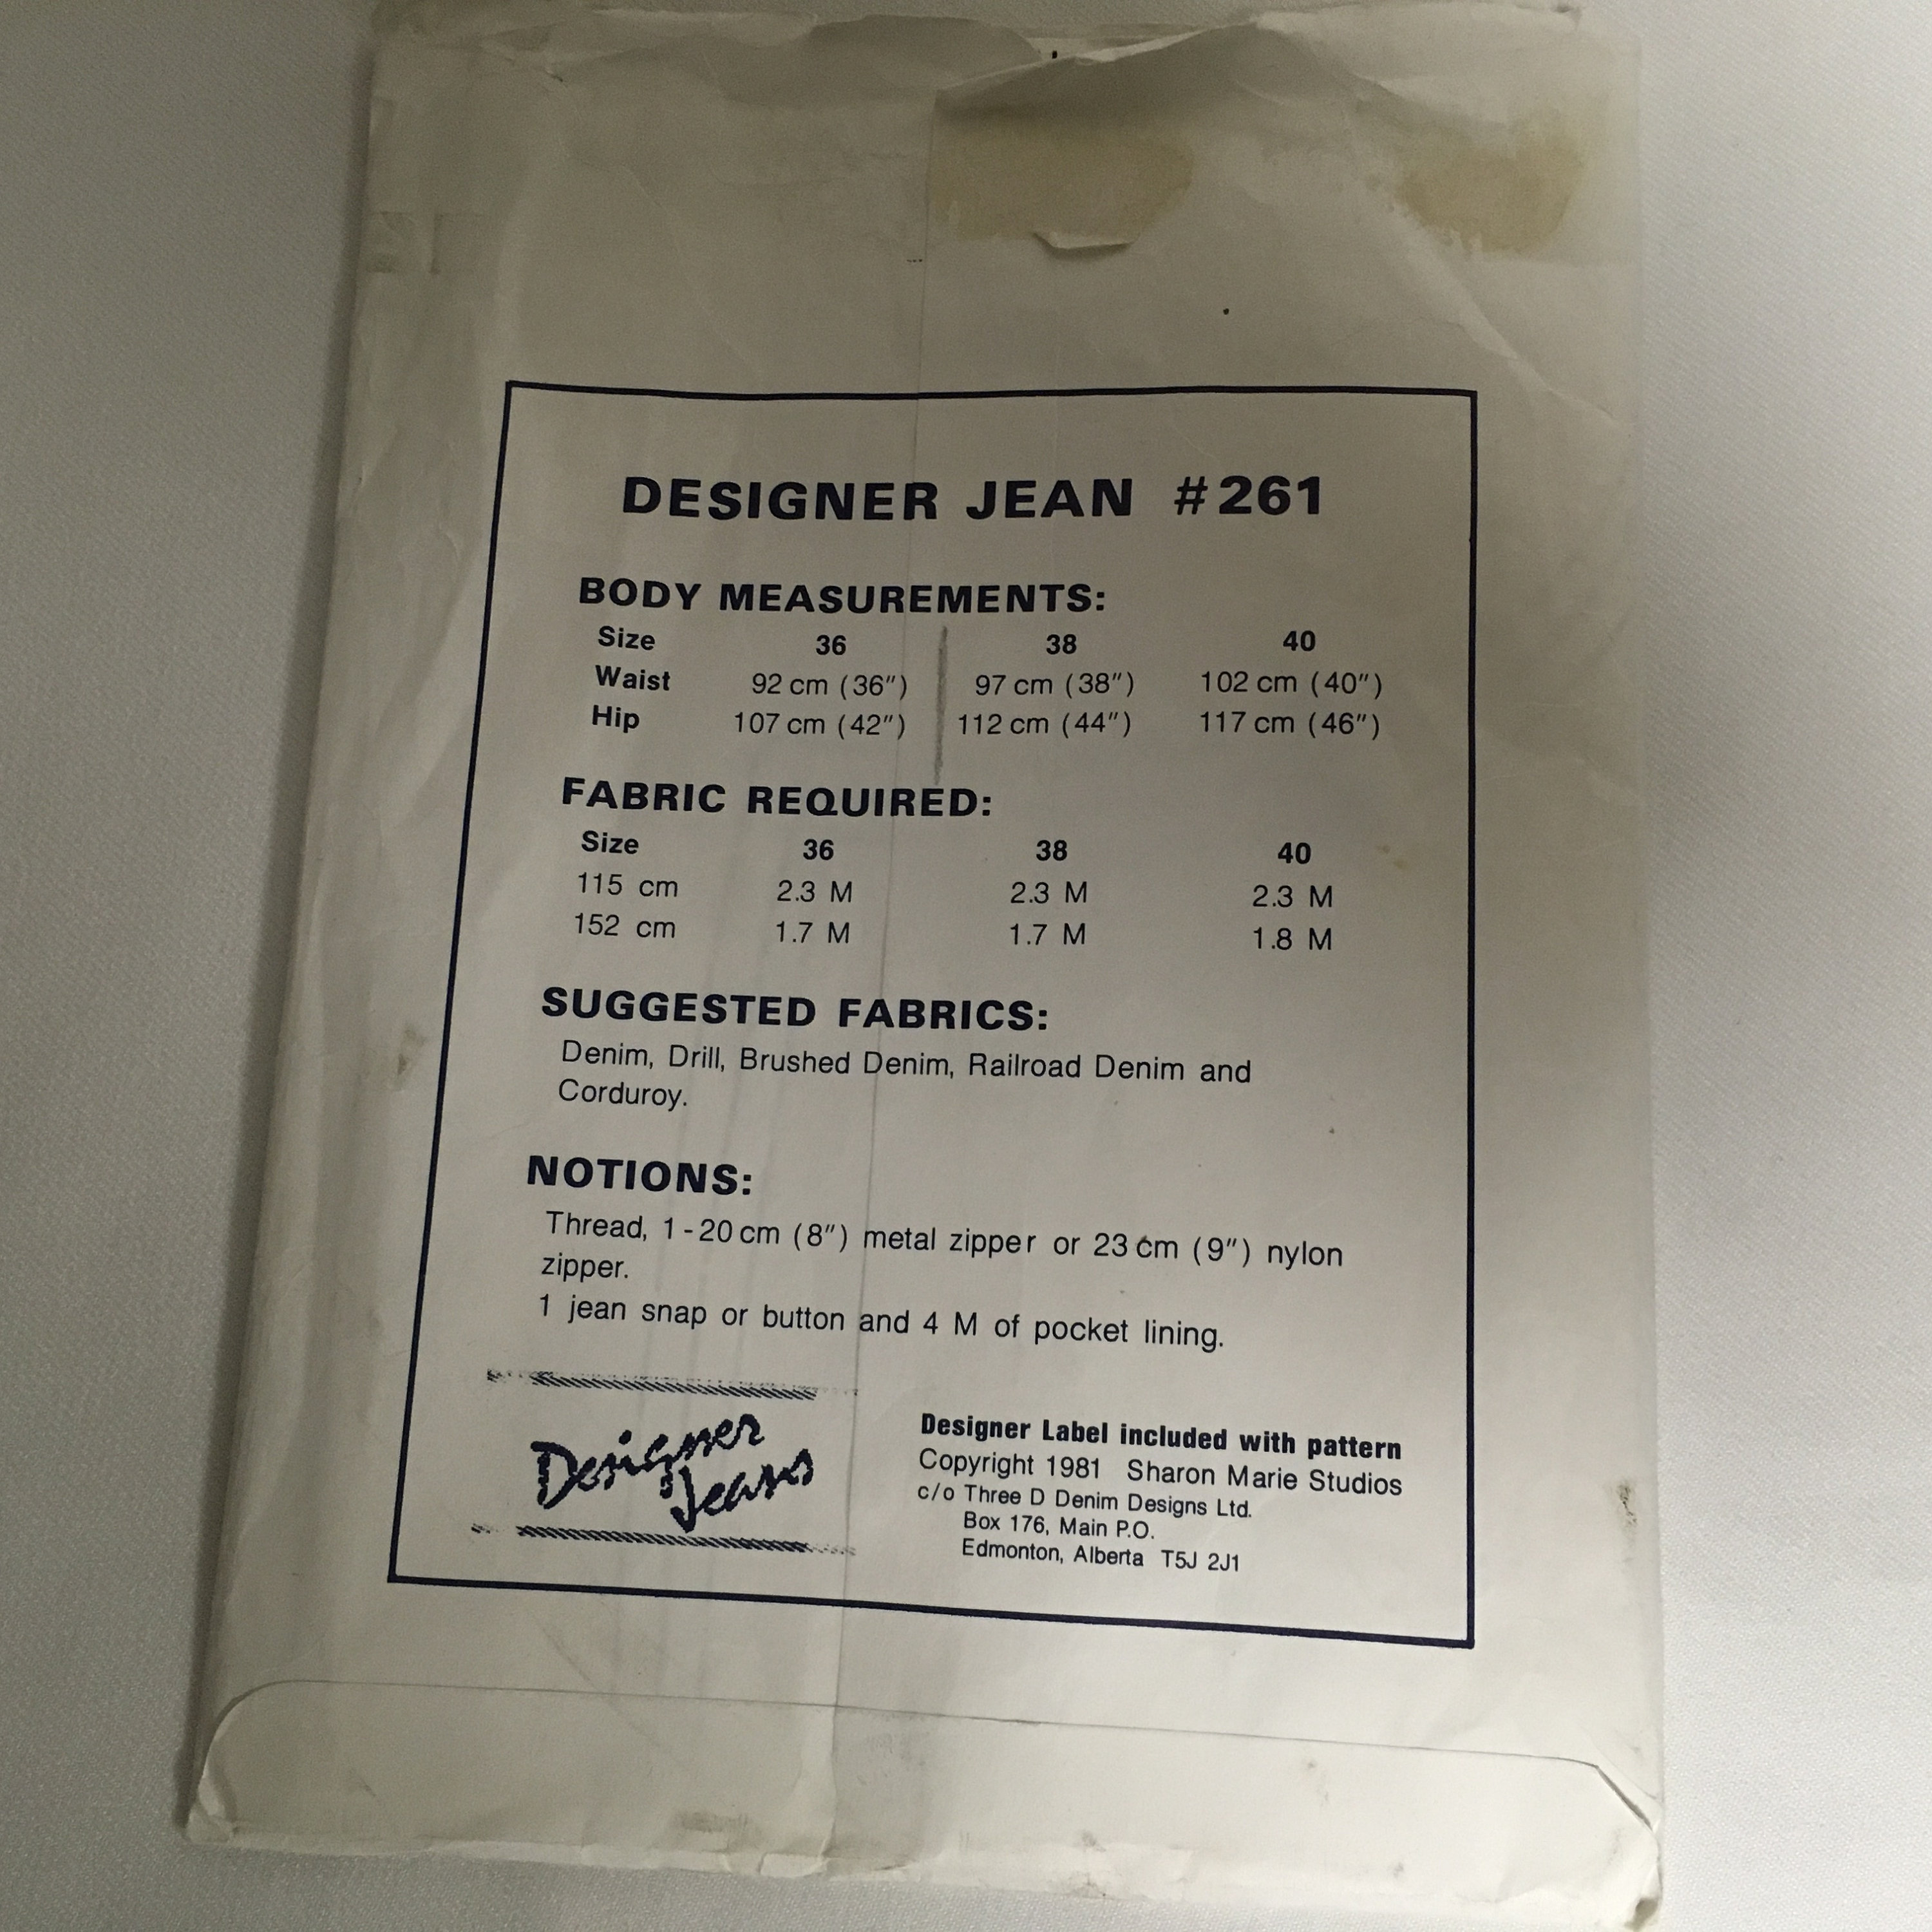 DESIGNER JEAN #261
BODY MEASUREMENTS:
Size 36 38 40
Waist 92 cm (36") 97 cm (38") 102 cm (40")
Hip 107 cm (42") 112 cm (44") 117 cm (46")
FABRIC REQUIRED:
Size 36 38 40
115 cm 2.3 M 2.3 M 2.3 M
152 cm 1.7 M 1.7 M 1.8 M
SUGGESTED FABRICS:
Denim, Drill, Brushed Denim, Railroad Denim and
Corduroy.
NOTIONS:
Thread, 1-20 cm (8") metal zipper or 23 cm (9") nylon
zipper.
1 jean snap or button and 4 M of pocket lining.
Designer
Jeans
Designer Label included with pattern
Copyright 1981 Sharon Marie Studios
c/o Three D Denim Designs Ltd.
Box 176, Main P.O.
Edmonton, Alberta T5J 2J1